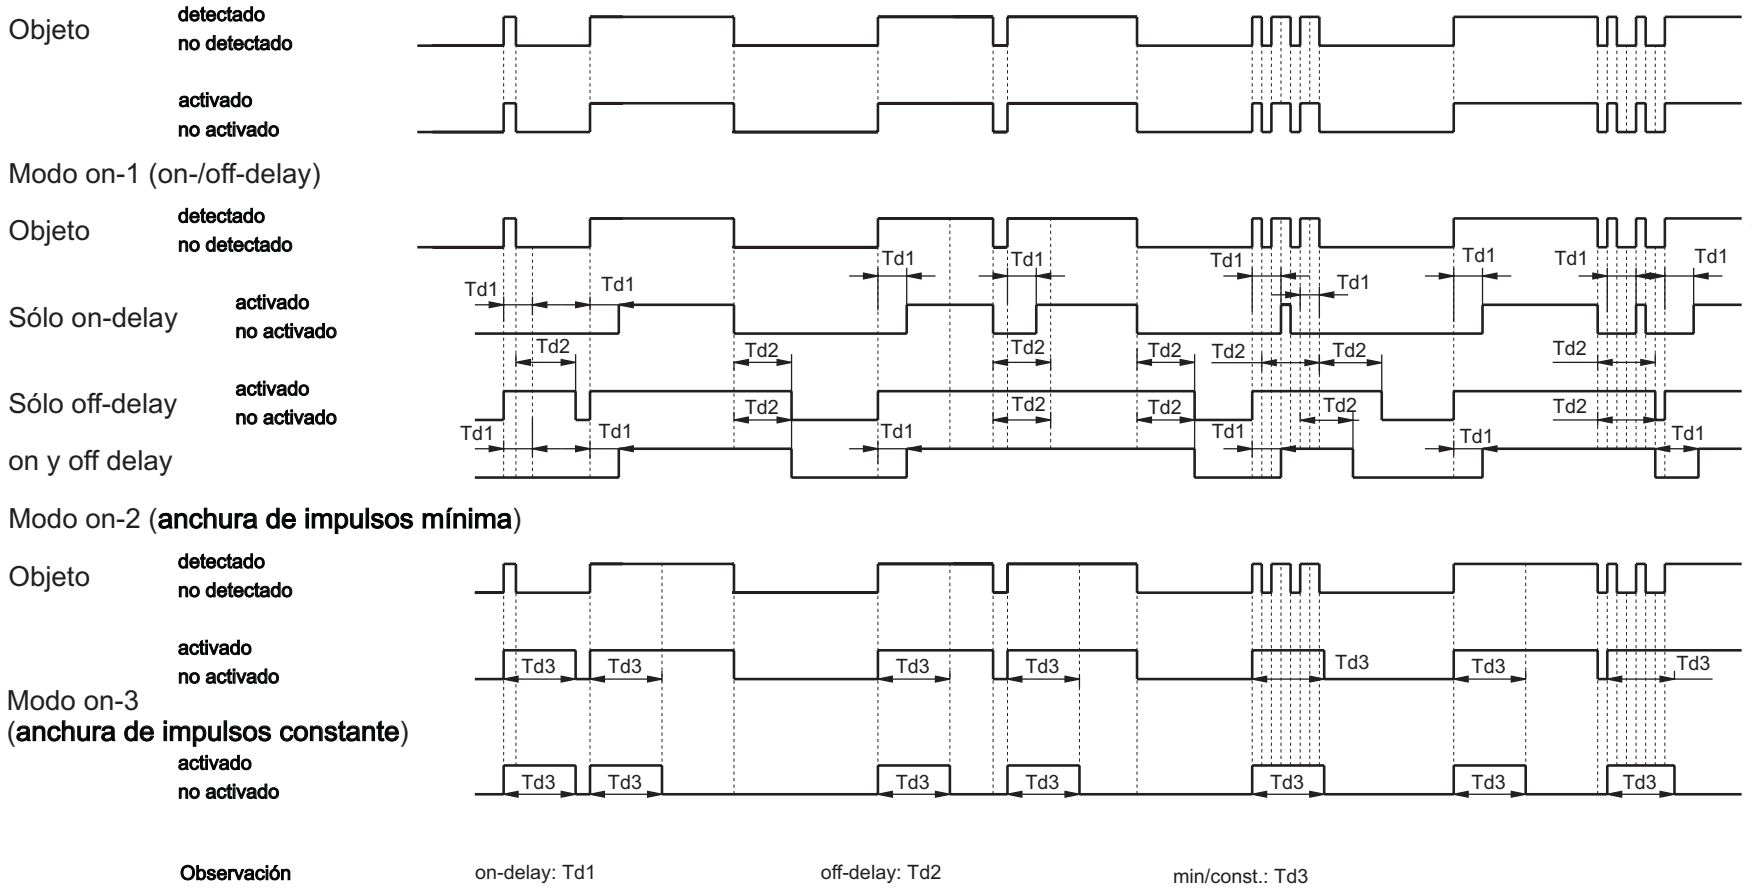 Objeto
detectado
no detectado
activado
no activado
Modo on-1 (on-/off-delay)
Objeto
detectado
no detectado
Td1 Td1 Td1 Td1 Td1 Td1
Td1 Td1 Td1
Sólo on-delay
activado
no activado
Td2 Td2 Td2 Td2 Td2 Td2 Td2
Sólo off-delay
activado
no activado
Td2 Td2 Td2 Td2 Td2
Td1 Td1 Td1 Td1 Td1 Td1
on y off delay
Modo on-2 (anchura de impulsos mínima)
Objeto
detectado
no detectado
activado
no activado
Td3 Td3 Td3 Td3 Td3 Td3 Td3
Modo on-3
(anchura de impulsos constante)
activado
no activado
Td3 Td3 Td3 Td3 Td3 Td3 Td3
Observación on-delay: Td1 off-delay: Td2 min/const.: Td3